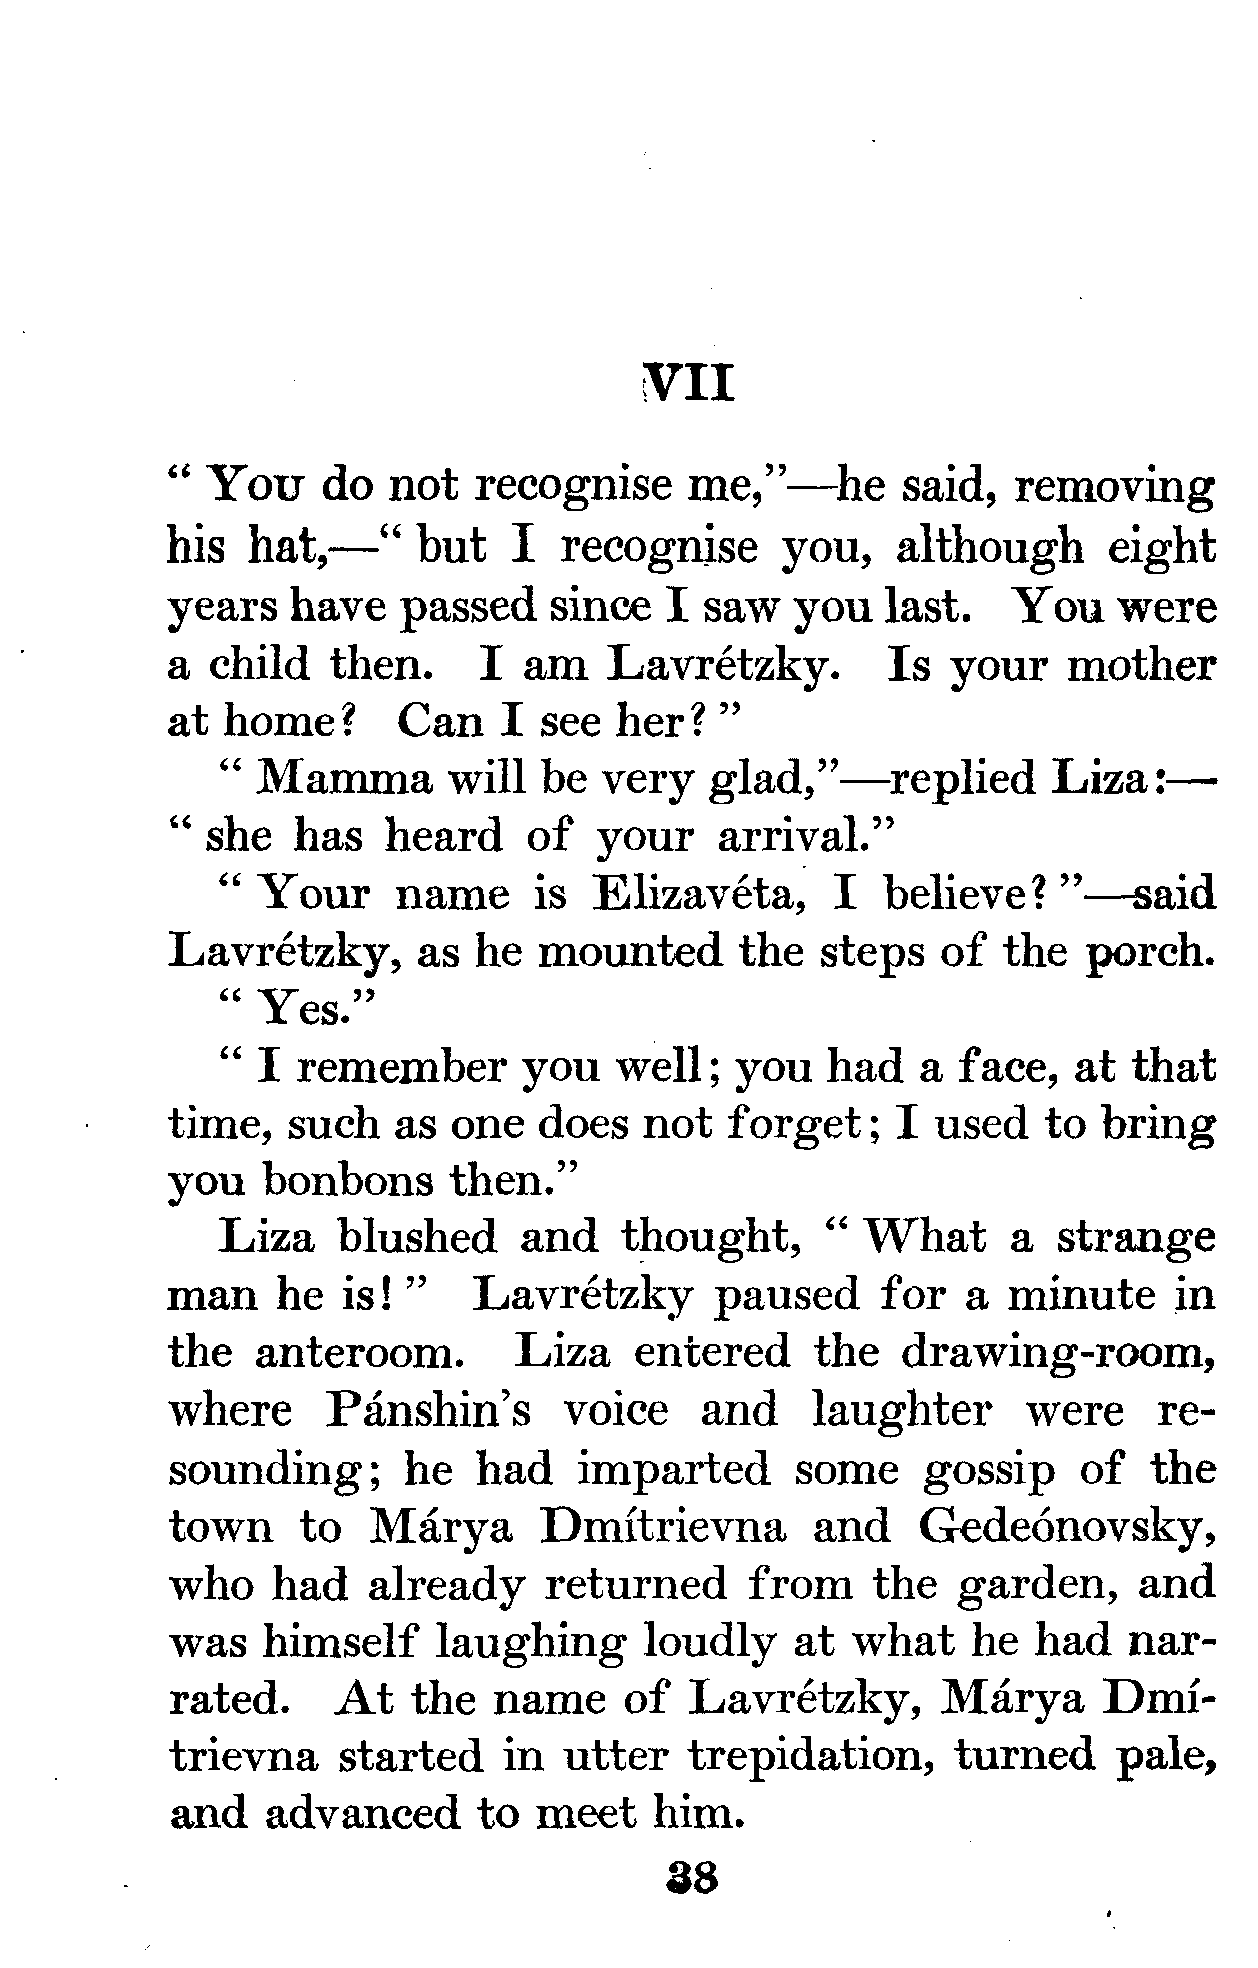 VII
“ You do not recognise me,”—he said, removing
his hat,—“ but I recognise you, although eight
years have passed since I saw you last. You were
a child then. I am Lavrétzky. Is your mother
at home? Can I see her? ”
“ Mamma will be very glad,”—replied Liza:—
“ she has heard of your arrival.”
“ Your name is Elizavéta, I believe? ”—said
Lavrétzky, as he mounted the steps of the porch.
“ Yes.”
“ I remember you well; you had a face, at that
time, such as one does not forget; I used to bring
you bonbons then.”
Liza blushed and thought, “ What a strange
man he is! ” Lavrétzky paused for a minute in
the anteroom. Liza entered the drawing-room,
where Pánshin’s voice and laughter were re-
sounding; he had imparted some gossip of the
town to Márya Dmítrievna and Gedeónovsky,
who had already returned from the garden, and
was himself laughing loudly at what he had nar-
rated. At the name of Lavrétzky, Márya Dmí-
trievna started in utter trepidation, turned pale,
and advanced to meet him.
38